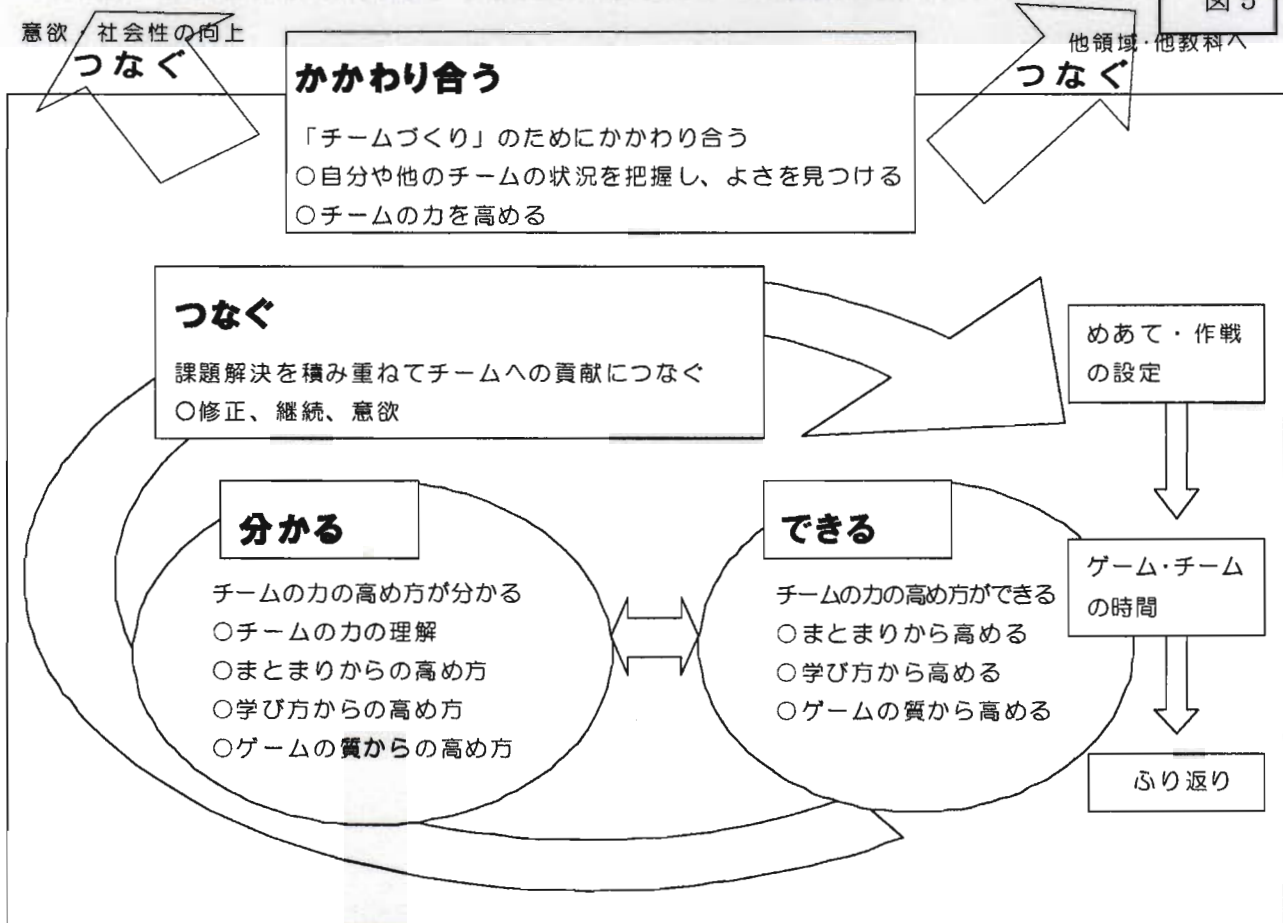 図5
意欲・社会性の向上
つなぐ
他領域・他教科へ
つなぐ
かかわり合う
「チームづくり」のためにかかわり合う
○自分や他のチームの状況を把握し、よさを見つける
○チームの力を高める
つなぐ
課題解決を積み重ねてチームへの貢献につなぐ
○修正、継続、意欲
めあて・作戦
の設定
分かる
チームの力の高め方が分かる
○チームの力の理解
○まとまりからの高め方
○学び方からの高め方
○ゲームの質からの高め方
できる
チームの力の高め方ができる
○まとまりから高める
○学び方から高める
○ゲームの質から高める
ゲーム・チーム
の時間
ふり返り